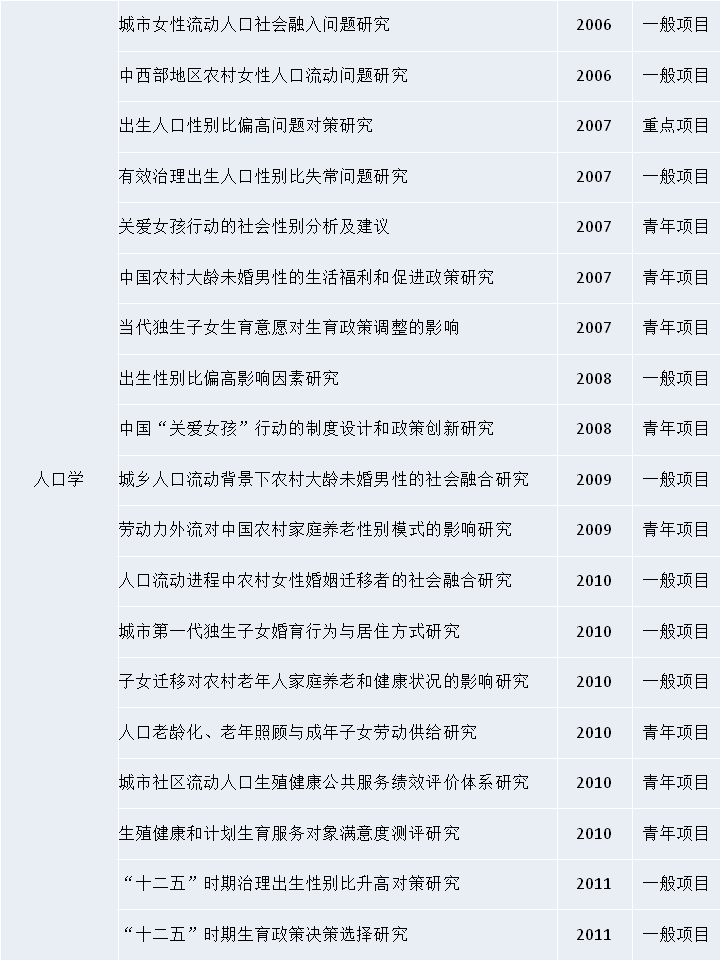 城市女性流动人口社会融入问题研究 2006 一般项目
中西部地区农村女性人口流动问题研究 2006 一般项目
出生人口性别比偏高问题对策研究 2007 重点项目
有效治理出生人口性别比失常问题研究 2007 一般项目
关爱女孩行动的社会性别分析及建议 2007 青年项目
中国农村大龄未婚男性的生活福利和促进政策研究 2007 青年项目
当代独生子女生育意愿对生育政策调整的影响 2007 青年项目
出生性别比偏高影响因素研究 2008 一般项目
中国“关爱女孩”行动的制度设计和政策创新研究 2008 青年项目
人口学 城乡人口流动背景下农村大龄未婚男性的社会融合研究 2009 一般项目
劳动力外流对中国农村家庭养老性别模式的影响研究 2009 青年项目
人口流动进程中农村女性婚姻迁移者的社会融合研究 2010 一般项目
城市第一代独生子女婚育行为与居住方式研究 2010 一般项目
子女迁移对农村老年人家庭养老和健康状况的影响研究 2010 一般项目
人口老龄化、老年照顾与成年子女劳动供给研究 2010 青年项目
城市社区流动人口生殖健康公共服务绩效评价体系研究 2010 青年项目
生殖健康和计划生育服务对象满意度测评研究 2010 青年项目
“十二五”时期治理出生性别比升高对策研究 2011 一般项目
“十二五”时期生育政策决策选择研究 2011 一般项目